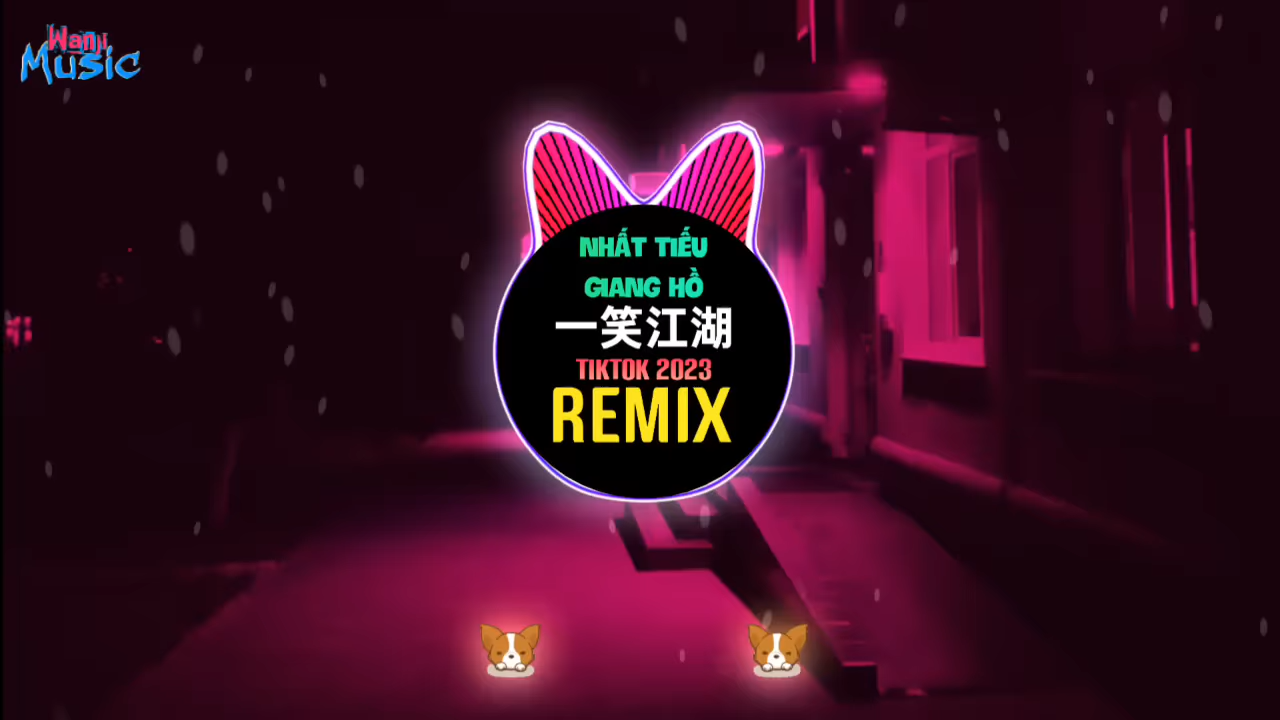 Wanji
Music
NHẤT TIẾU
GIANG HỒ
一笑江湖
TIKTOK 2023
REMIX